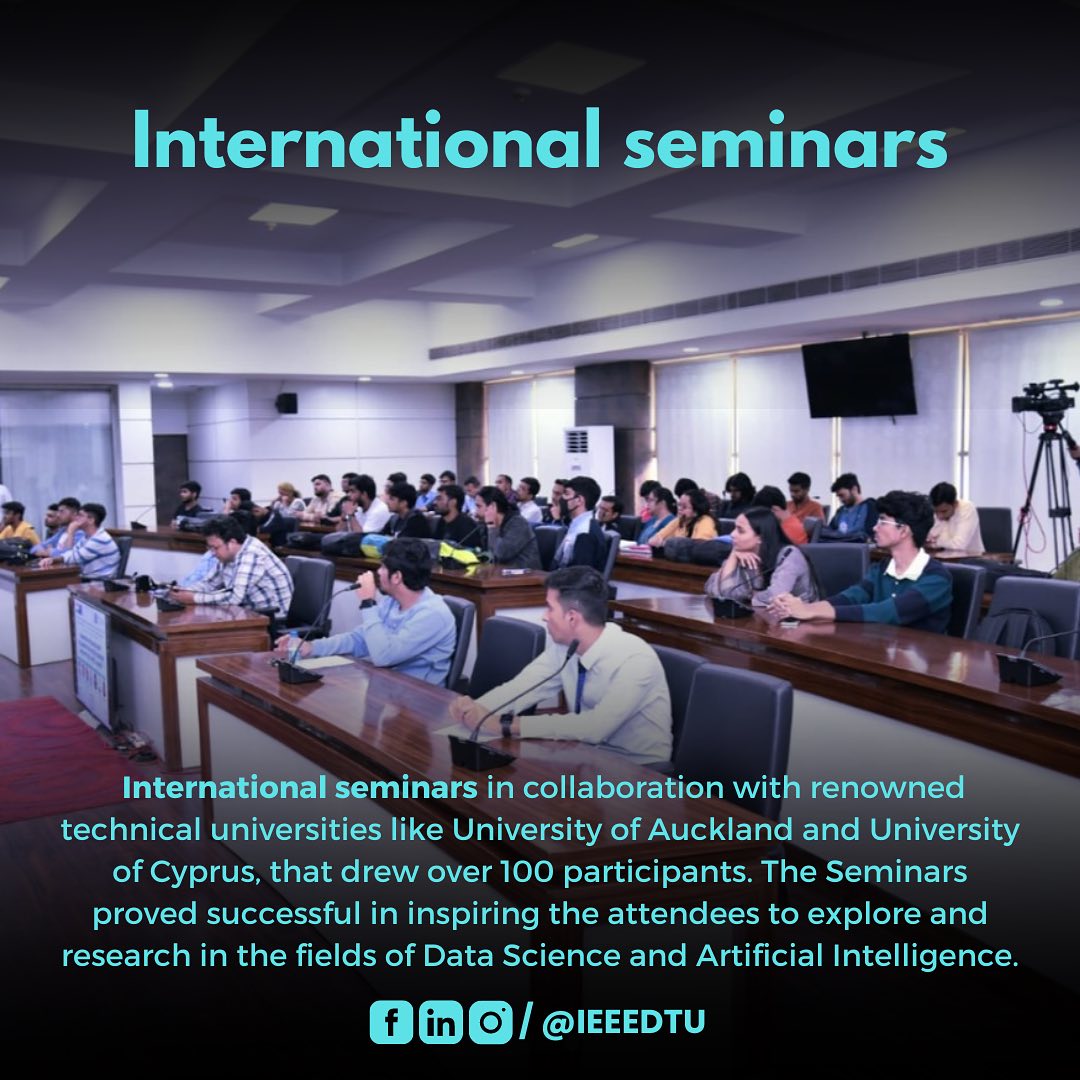 International seminars
International seminars in collaboration with renowned
technical universities like University of Auckland and University
of Cyprus, that drew over 100 participants. The Seminars
proved successful in inspiring the attendees to explore and
research in the fields of Data Science and Artificial Intelligence.
/ @IEEEDTU